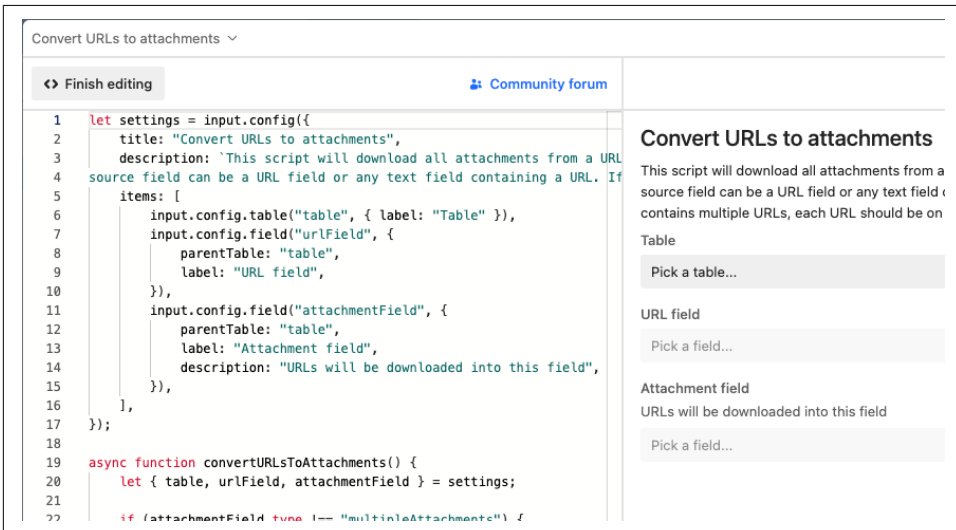 Convert URLs to attachments
<> Finish editing
Community forum
1 let settings = input.config({
2 title: "Convert URLs to attachments",
3 description: `This script will download all attachments from a URL
4 source field can be a URL field or any text field containing a URL. If
5 items: [
6 input.config.table("table", { label: "Table" }),
7 input.config.field("urlField", {
8 parentTable: "table",
9 label: "URL field",
10 }),
11 input.config.field("attachmentField", {
12 parentTable: "table",
13 label: "Attachment field",
14 description: "URLs will be downloaded into this field",
15 }),
16 ],
17 });
18
19 async function convertURLsToAttachments() {
20 let { table, urlField, attachmentField } = settings;
21
22 if (attachmentField.type !== "multipleAttachments") {
Convert URLs to attachments
This script will download all attachments from a
source field can be a URL field or any text field
contains multiple URLs, each URL should be on
Table
Pick a table...
URL field
Pick a field...
Attachment field
URLs will be downloaded into this field
Pick a field...